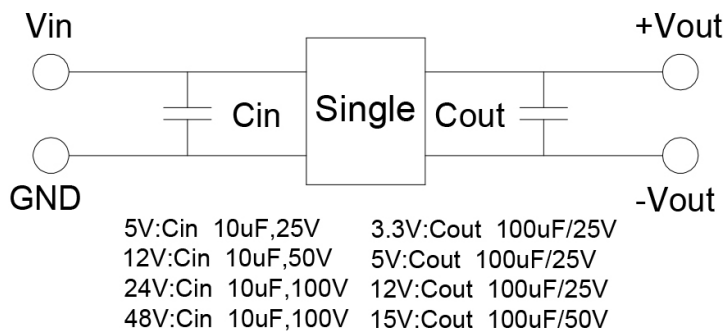 Vin +Vout
Cin Single Cout
GND -Vout
5V:Cin 10uF,25V 3.3V:Cout 100uF/25V
12V:Cin 10uF,50V 5V:Cout 100uF/25V
24V:Cin 10uF,100V 12V:Cout 100uF/25V
48V:Cin 10uF,100V 15V:Cout 100uF/50V